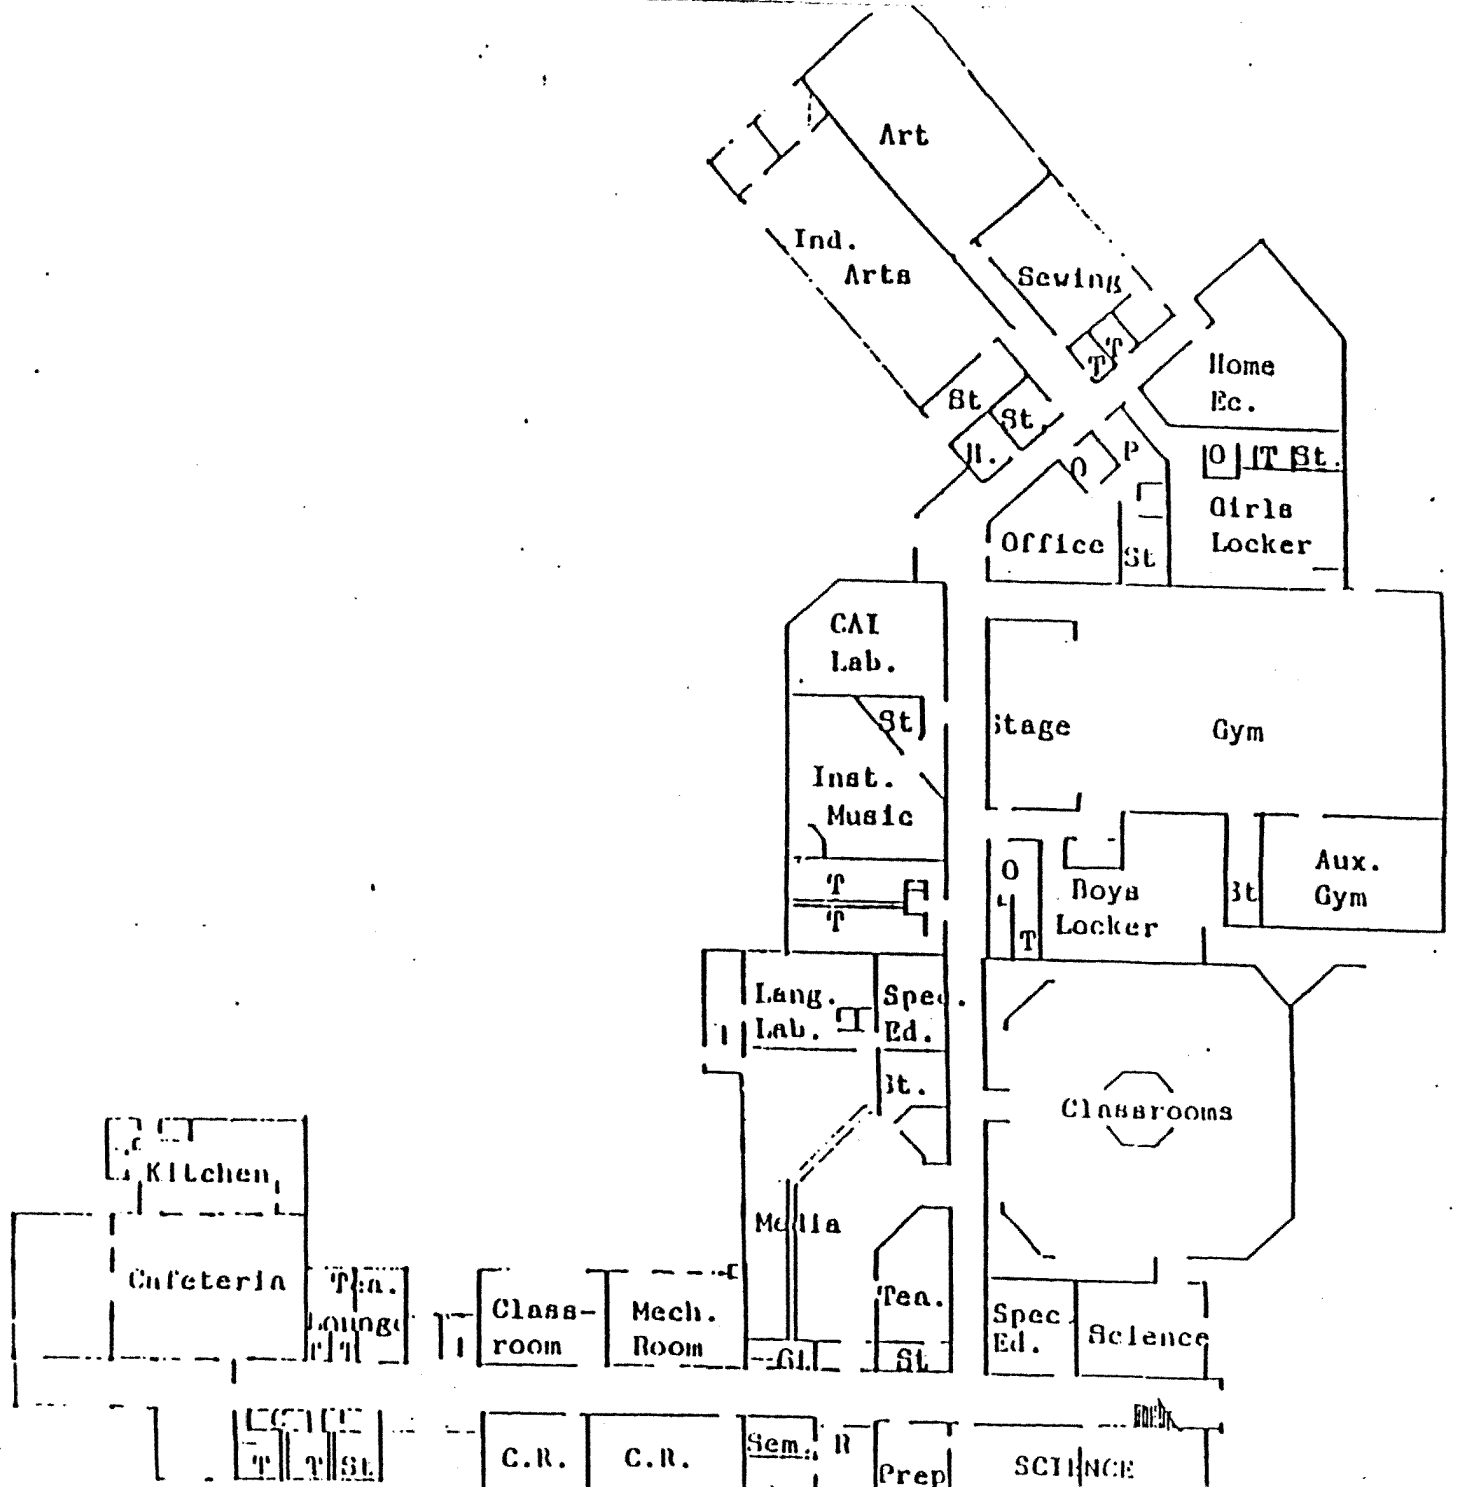 Art
Ind.
Arts
Sewing
T
T
Home
Ec.
St
St.
O
P
O
T
St.
Girls
Locker
Office
St
CAI
Lab.
St
Stage
Gym
Inst.
Music
T
T
O
T
Boys
Locker
St
Aux.
Gym
Lang.
Lab.
Spec.
Ed.
St.
Classrooms
Kitchen
Media
Cafeteria
Tea.
Lounge
T
T
Class-
room
Mech.
Room
Tea.
St
Spec.
Ed.
Science
T
T
St
C.R.
C.R.
Sem.
R
Prep
SCIENCE